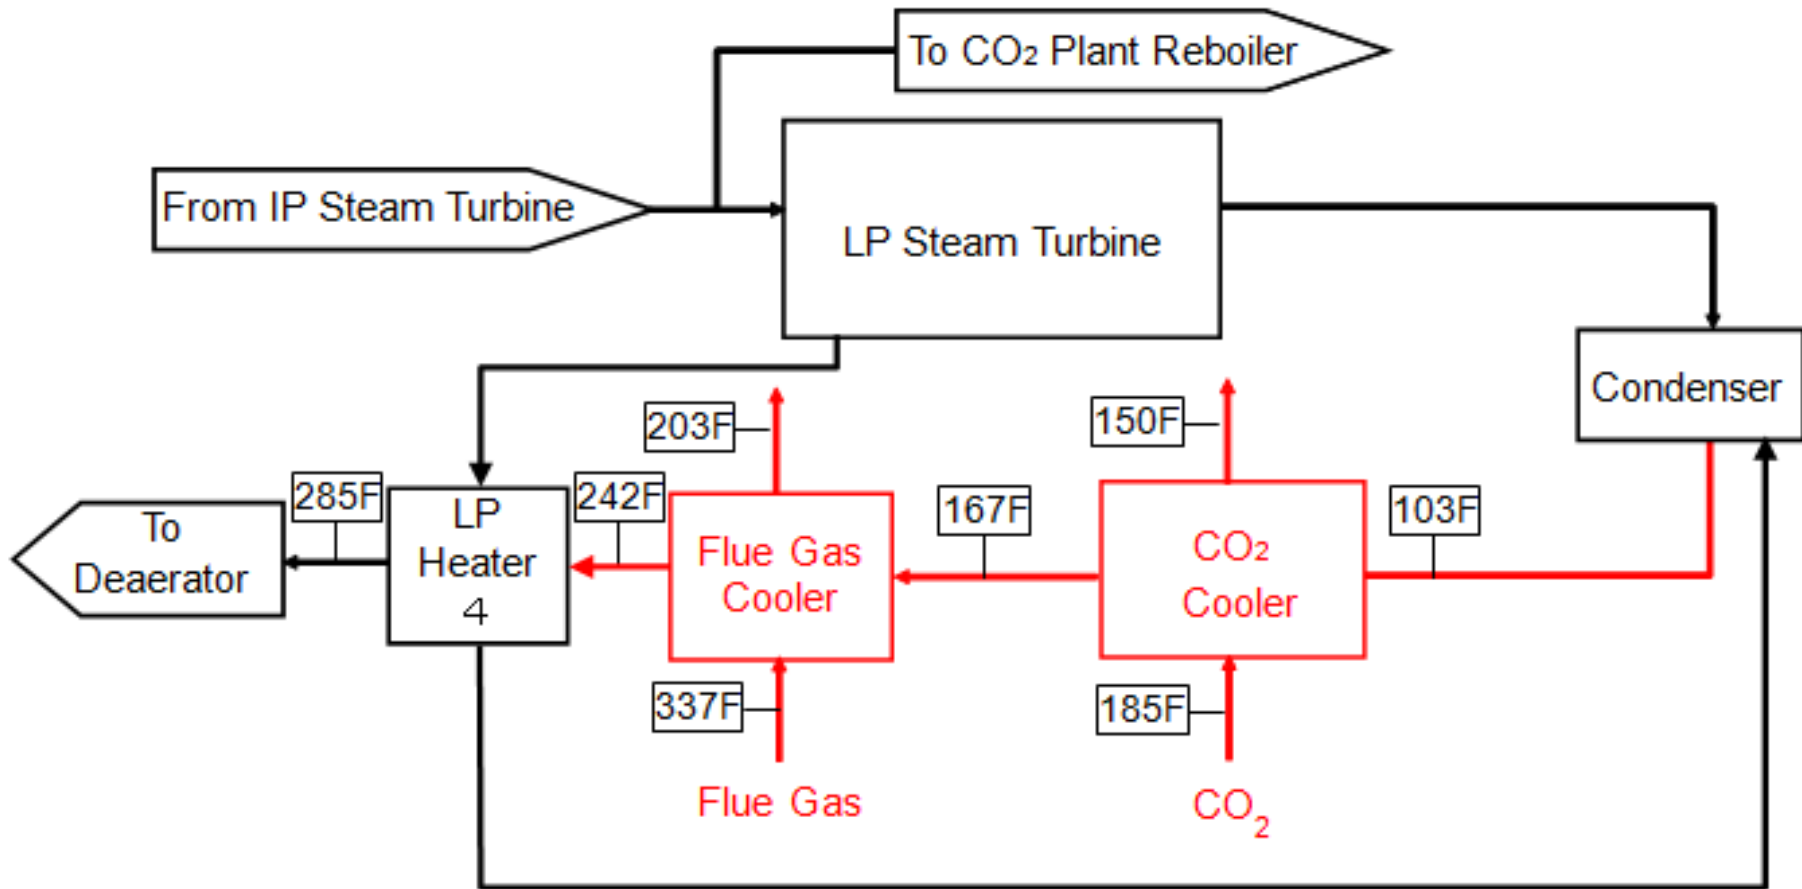 To CO₂ Plant Reboiler
From IP Steam Turbine
LP Steam Turbine
Condenser
203F
150F
285F
242F
167F
103F
To
Deaerator
LP
Heater
4
Flue Gas
Cooler
CO₂
Cooler
337F
185F
Flue Gas
CO₂